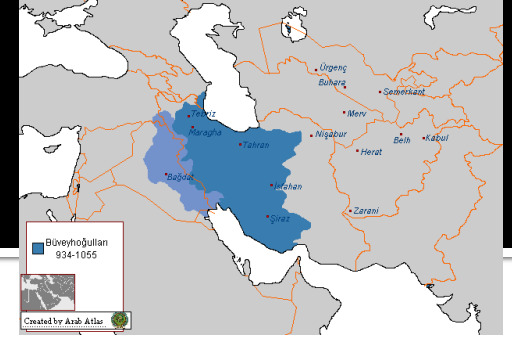 Ürgenç
Buhara
Semerkant
Tebriz
Merv
Maragha
Nişabur
Belh
Kabul
Tahran
Herat
Bağdat
İsfahan
Zarani
Şiraz
Büveyhoğulları
934-1055
Created by Arab Atlas